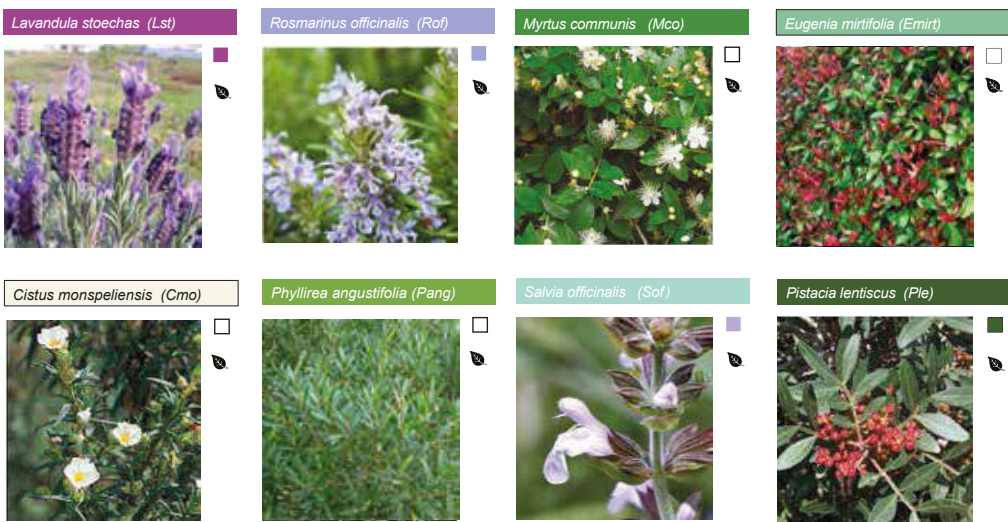 Lavandula stoechas (Lst)
Rosmarinus officinalis (Rof)
Myrtus communis (Mco)
Eugenia mirtifolia (Emirt)
Cistus monspeliensis (Cmo)
Phyllirea angustifolia (Pang)
Salvia officinalis (Sof)
Pistacia lentiscus (Ple)